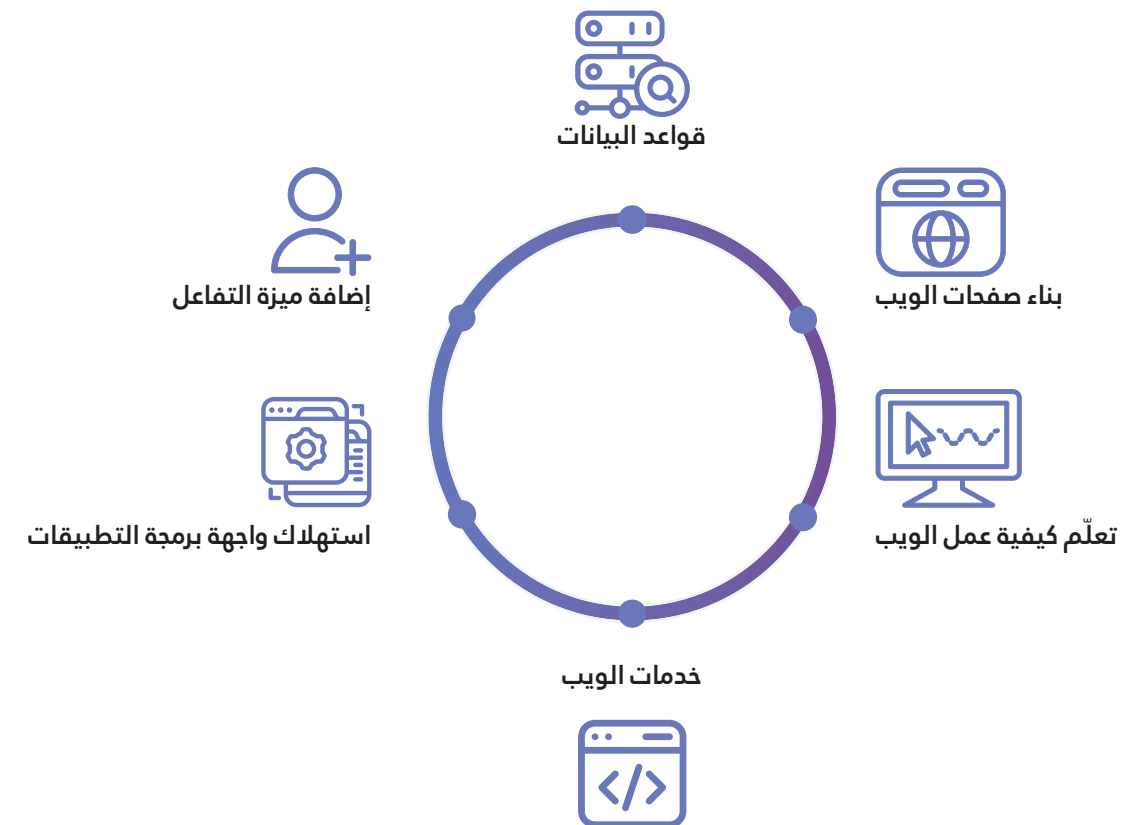 قواعد البيانات
بناء صفحات الويب
إضافة ميزة التفاعل
تعلّم كيفية عمل الويب
استهلاك واجهة برمجة التطبيقات
خدمات الويب